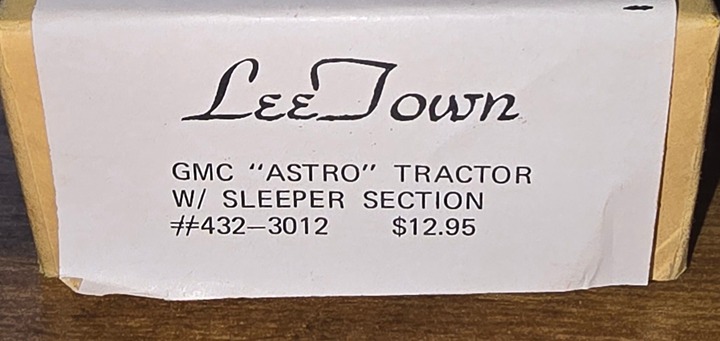 LeeTown
GMC "ASTRO" TRACTOR
W/ SLEEPER SECTION
#432–3012 $12.95